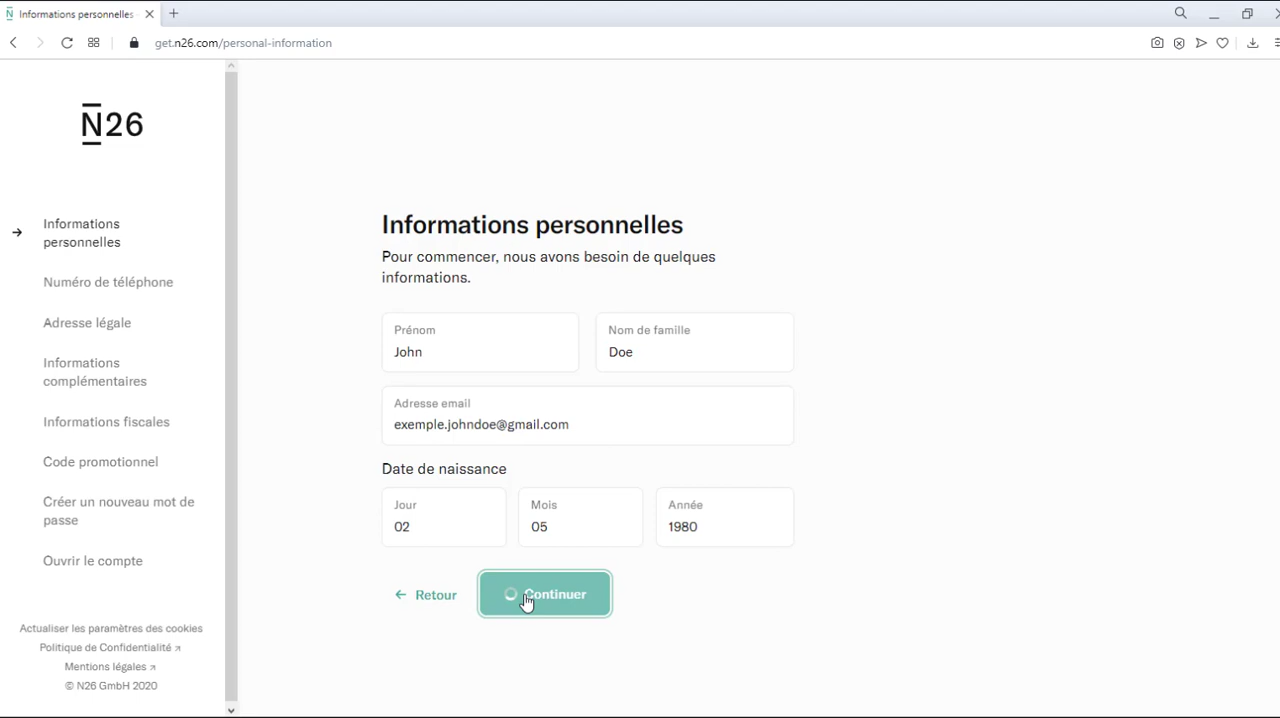 Informations personnelles
get.n26.com/personal-information
N26
Informations
personnelles
Numéro de téléphone
Adresse légale
Informations
complémentaires
Informations fiscales
Code promotionnel
Créer un nouveau mot de
passe
Ouvrir le compte
Actualiser les paramètres des cookies
Politique de Confidentialité ↗
Mentions légales ↗
© N26 GmbH 2020
Informations personnelles
Pour commencer, nous avons besoin de quelques
informations.
Prénom
John
Nom de famille
Doe
Adresse email
exemple.johndoe@gmail.com
Date de naissance
Jour
02
Mois
05
Année
1980
← Retour
Continuer